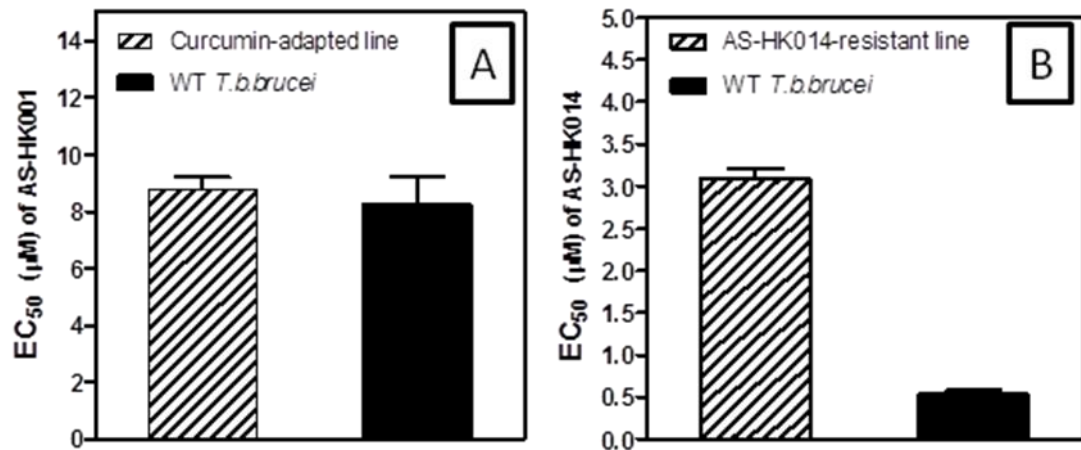 EC50 (µM) of AS-HK001
14
12
10
8
6
4
2
0
Curcumin-adapted line
WT T.b.brucei
A
EC50 (µM) of AS-HK014
5.0
4.5
4.0
3.5
3.0
2.5
2.0
1.5
1.0
0.5
0.0
AS-HK014-resistant line
WT T.b.brucei
B